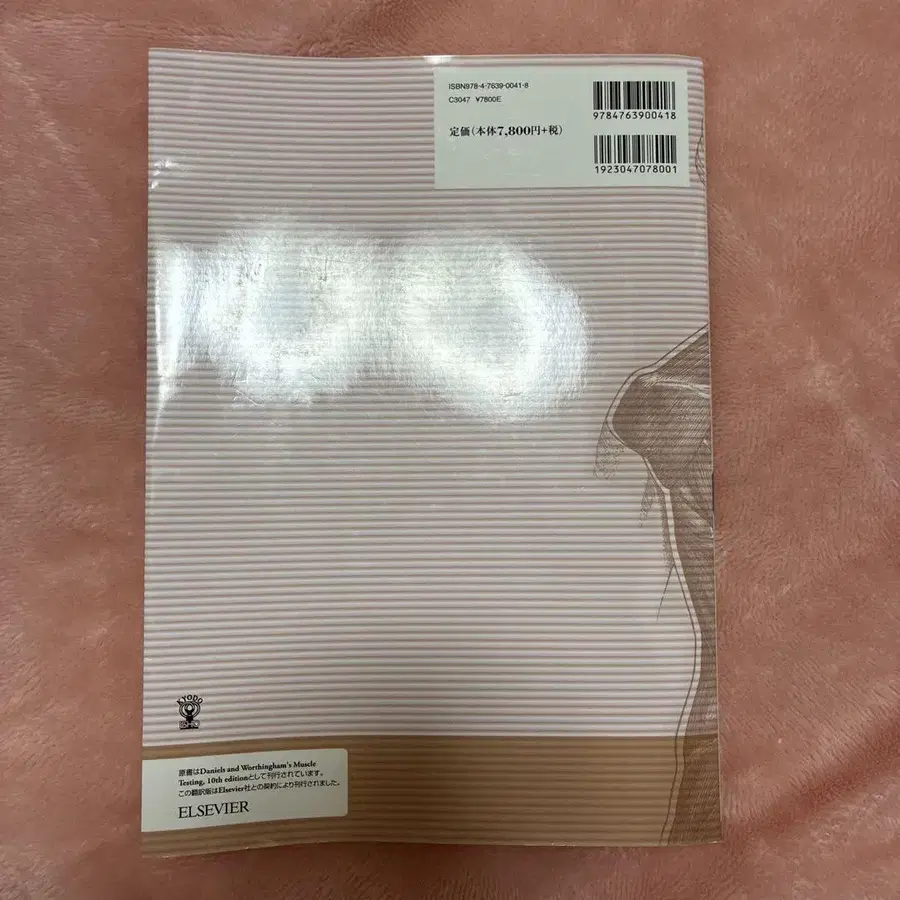 ISBN978-4-7639-0041-8
C3047 ¥7800E
定価(本体7,800円+税)
9784763900418
1923047078001
KYODO
原書はDaniels and Worthingham's Muscle
Testing, 10th editionとして刊行されています。
この翻訳版はElsevier社との契約により刊行されました。
ELSEVIER